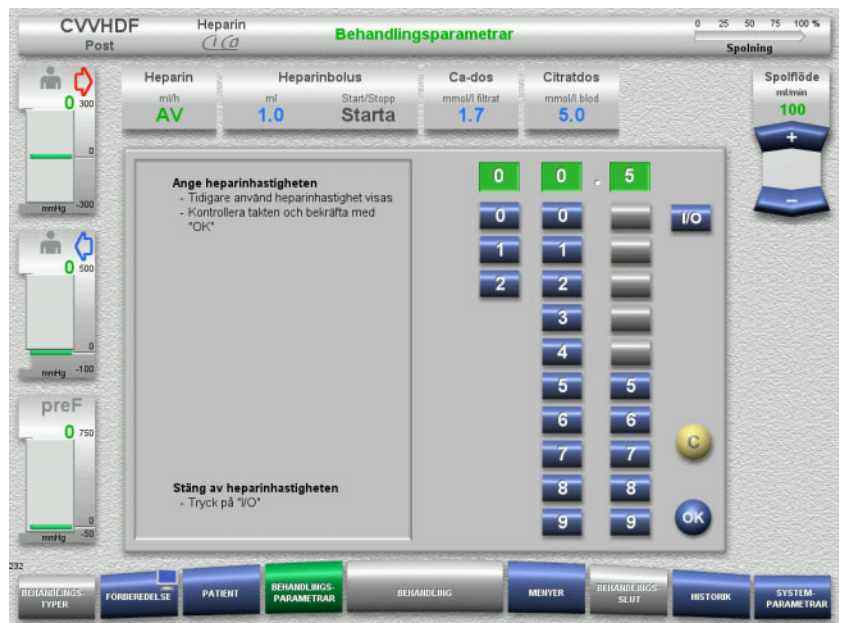 CVVHDF
Post
Heparin
Ci Ca
Behandlingsparametrar
0 25 50 75 100 %
Spolning
0 300
0
mmHg -300
0 500
0
mmHg -100
preF
0 750
0
mmHg -50
Heparin
ml/h
AV
Heparinbolus
ml Start/Stopp
1.0 Starta
Ca-dos
mmol/l filtrat
1.7
Citratdos
mmol/l blod
5.0
Spolflöde
ml/min
100
+
–
Ange heparinhastigheten
- Tidigare använd heparinhastighet visas
- Kontrollera takten och bekräfta med
"OK"
Stäng av heparinhastigheten
- Tryck på "I/O"
0 0 . 5
0 0 I/O
1 1
2 2
3
4
5 5
6 6
7 7 C
8 8
9 9 OK
232
BEHANDLINGS-
TYPER
FÖRBEREDELSE
PATIENT
BEHANDLINGS-
PARAMETRAR
BEHANDLING
MENYER
BEHANDLINGS-
SLUT
HISTORIK
SYSTEM-
PARAMETRAR